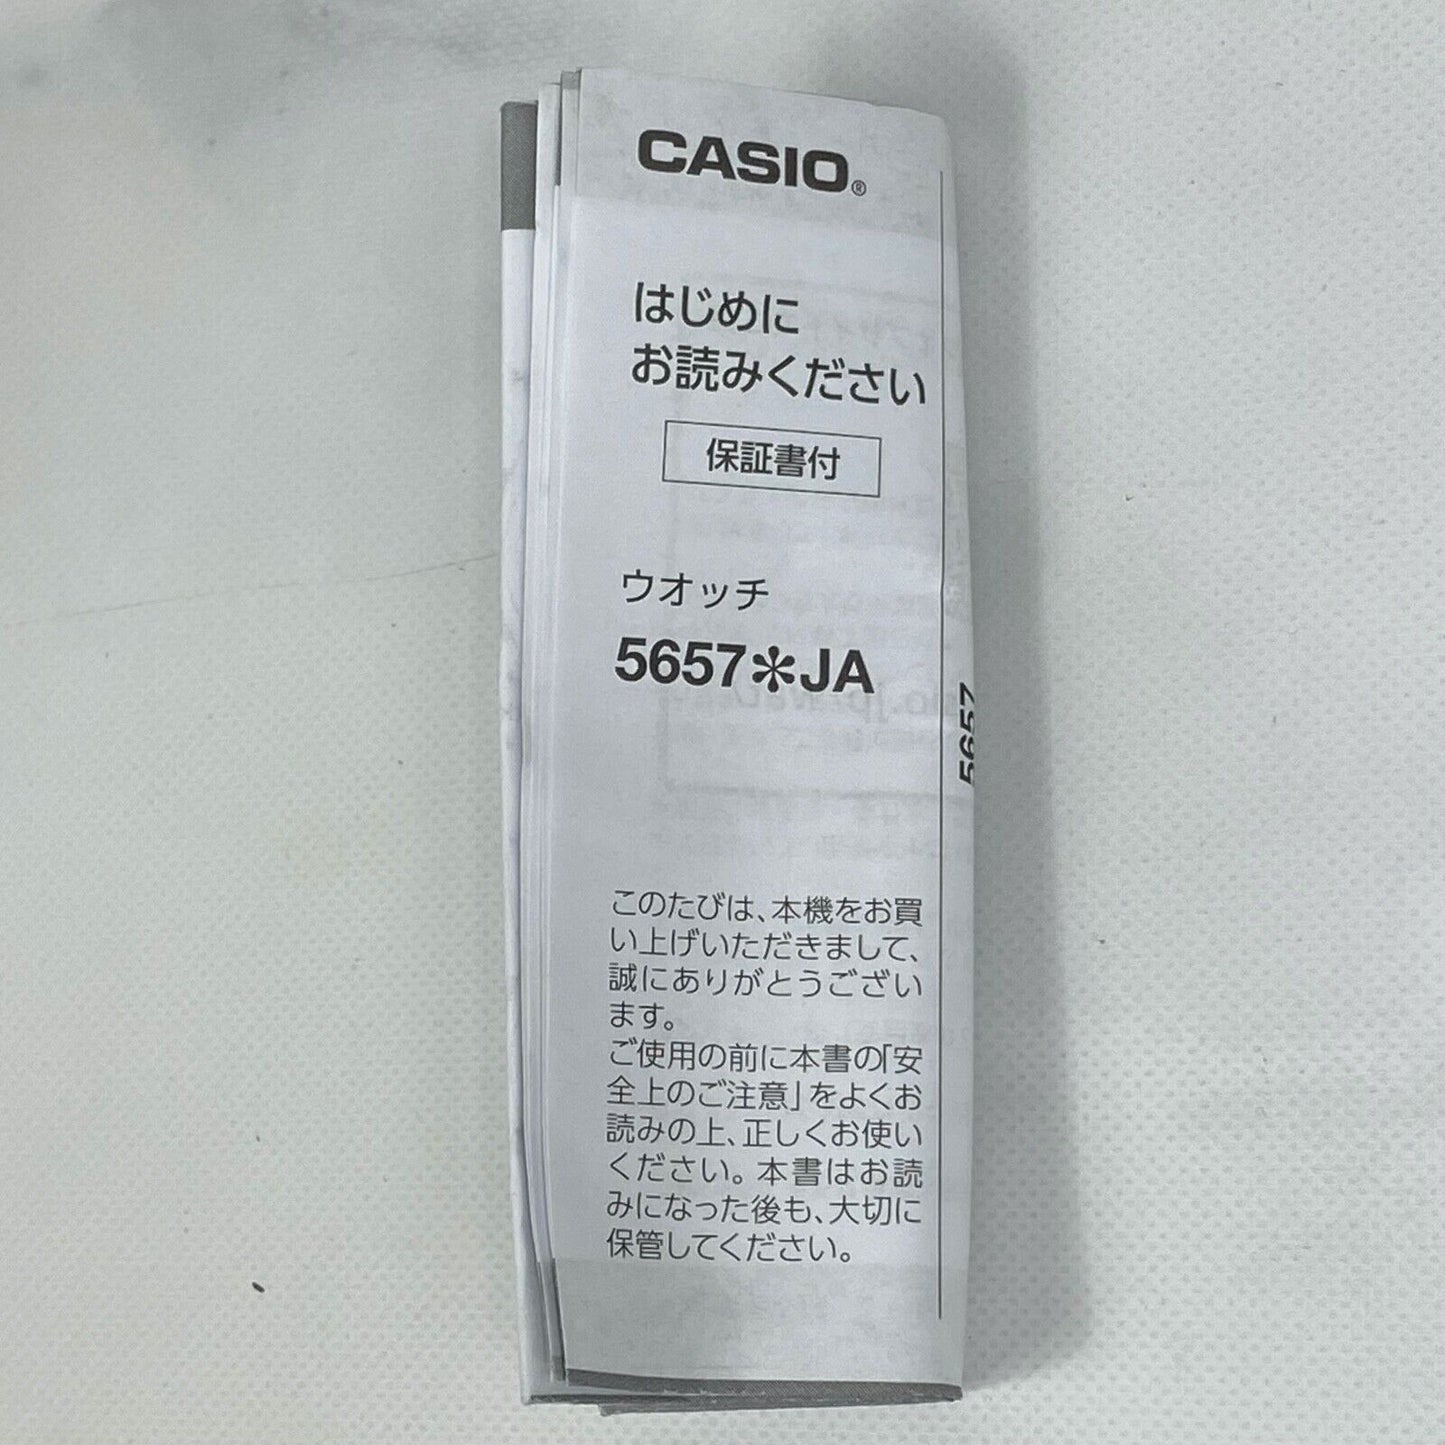 CASIO®
はじめに
お読みください
保証書付
ウオッチ
5657✻JA
5657
このたびは、本機をお買
い上げいただきまして、
誠にありがとうござい
ます。
ご使用の前に本書の「安
全上のご注意」をよくお
読みの上、正しくお使い
ください。本書はお読
みになった後も、大切に
保管してください。